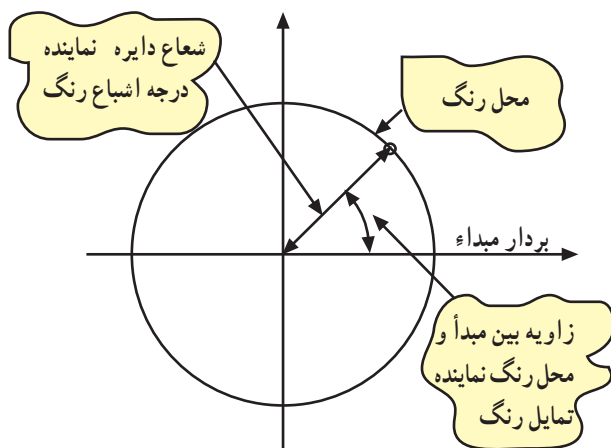 شعاع دایره نماینده
درجه اشباع رنگ
محل رنگ
بردار مبداء
زاویه بین مبدأ و
محل رنگ نماینده
تمایل رنگ